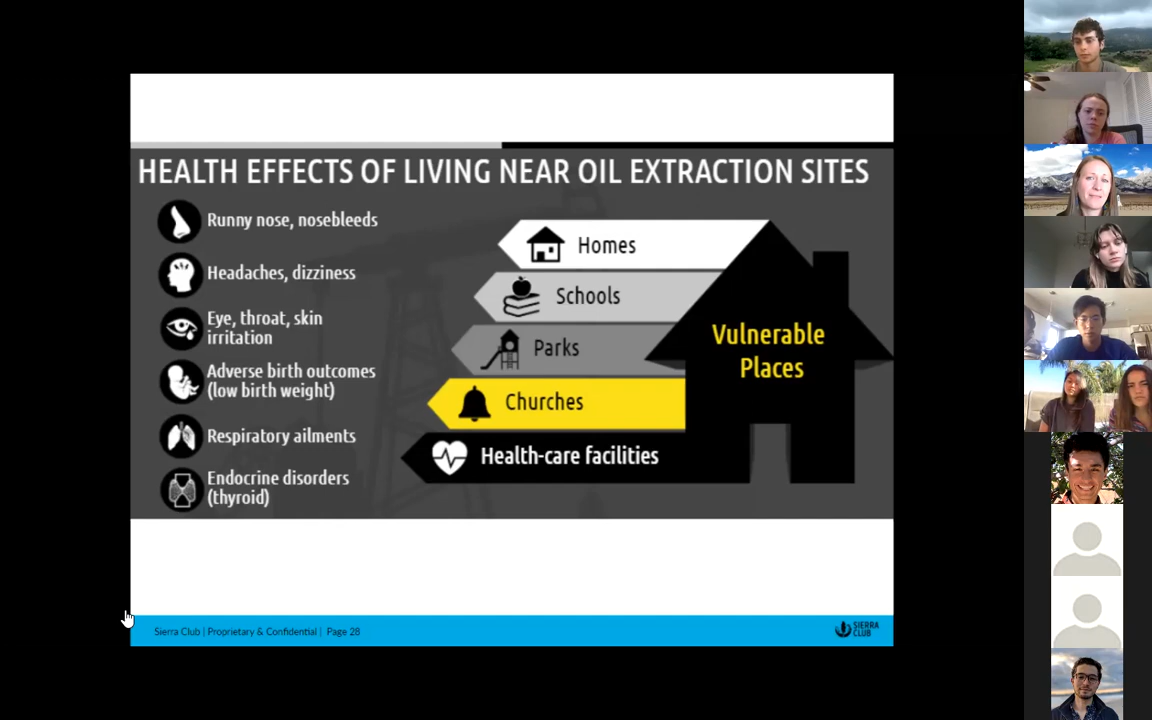 HEALTH EFFECTS OF LIVING NEAR OIL EXTRACTION SITES
Runny nose, nosebleeds
Headaches, dizziness
Eye, throat, skin
irritation
Adverse birth outcomes
(low birth weight)
Respiratory ailments
Endocrine disorders
(thyroid)
Homes
Schools
Parks
Churches
Health-care facilities
Vulnerable
Places
Sierra Club | Proprietary & Confidential | Page 28
SIERRA
CLUB